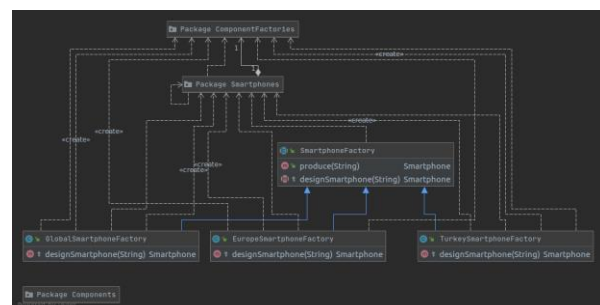 Package ComponentFactories
«create»
1
1
Package Smartphones
«create»
«create»
«create»
«create»
SmartphoneFactory
produce(String) Smartphone
designSmartphone(String) Smartphone
GlobalSmartphoneFactory
designSmartphone(String) Smartphone
EuropeSmartphoneFactory
designSmartphone(String) Smartphone
TurkeySmartphoneFactory
designSmartphone(String) Smartphone
Package Components